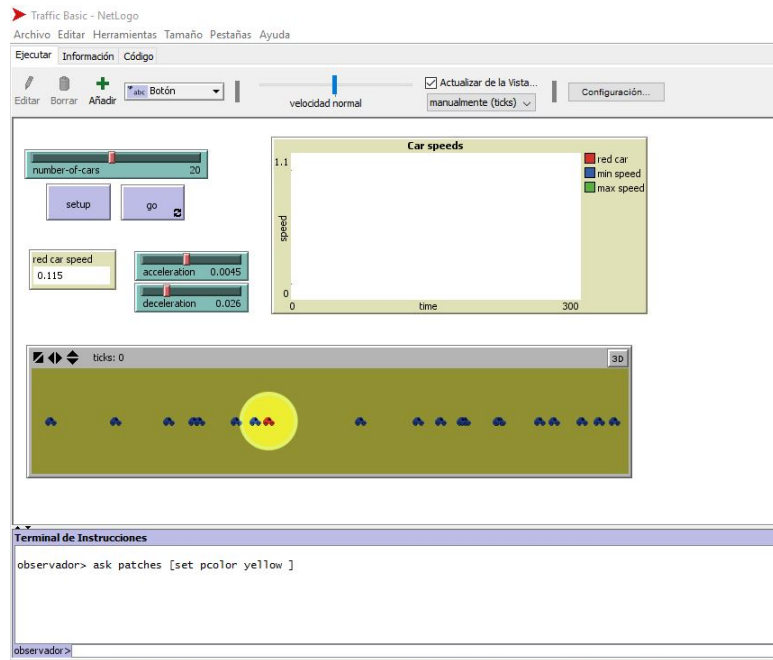 Traffic Basic - NetLogo
Archivo Editar Herramientas Tamaño Pestañas Ayuda
Ejecutar Información Código
Editar Borrar Añadir
abc Botón
velocidad normal
Actualizar de la Vista...
manualmente (ticks)
Configuración...
number-of-cars 20
setup go
red car speed
0.115
acceleration 0.0045
deceleration 0.026
Car speeds
1.1
speed
0
0 time 300
red car
min speed
max speed
ticks: 0
3D
Terminal de Instrucciones
observador> ask patches [set pcolor yellow ]
observador>